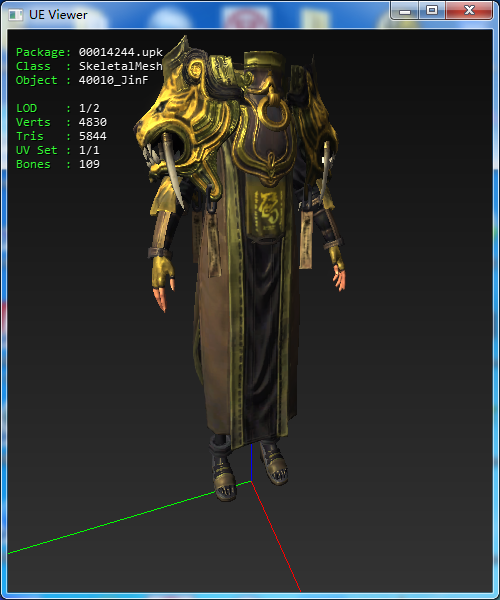 UE Viewer
Package: 00014244.upk
Class  : SkeletalMesh
Object : 40010_JinF
LOD    : 1/2
Verts  : 4830
Tris   : 5844
UV Set : 1/1
Bones  : 109